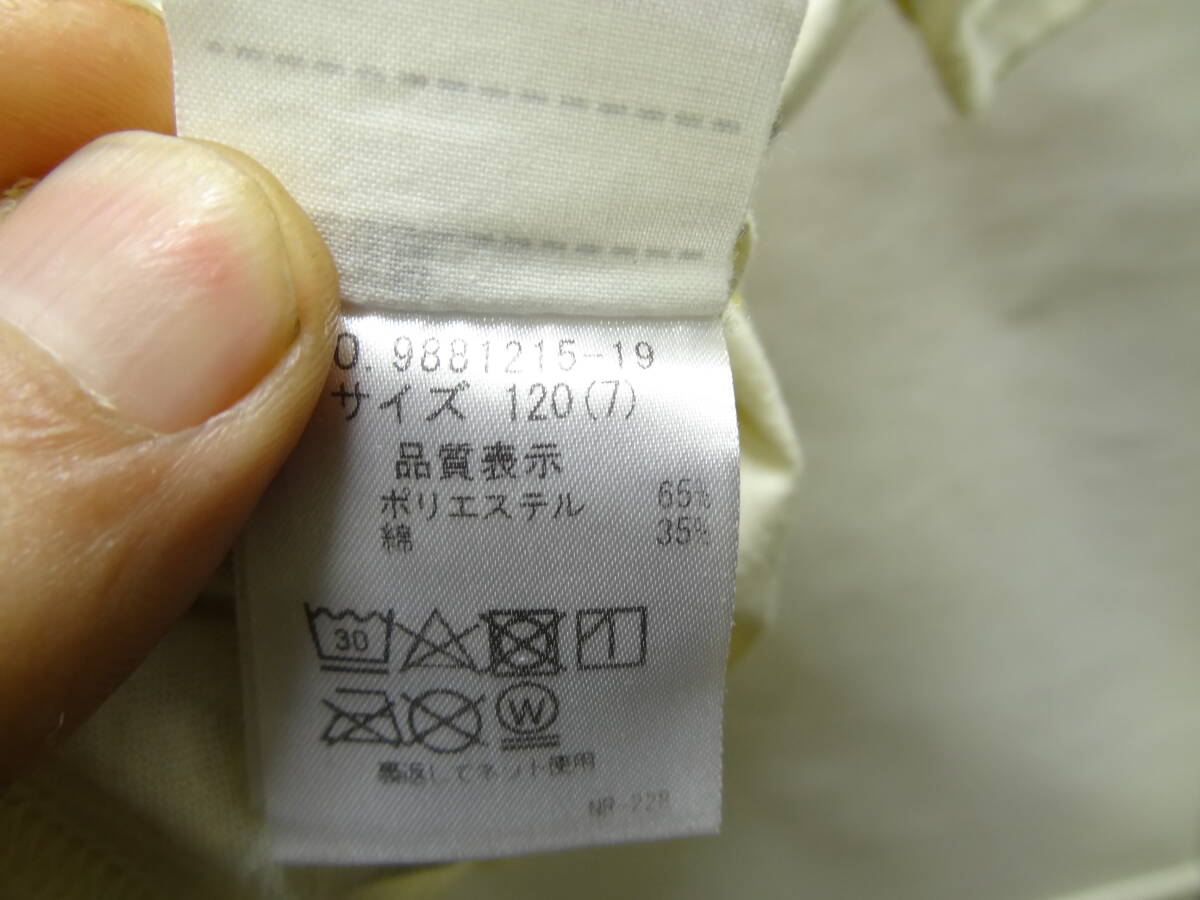 O. 9881215-19
サイズ 120(7)
品質表示
ポリエステル 65%
綿 35%
30
W
裏返してネット使用
NR-22R